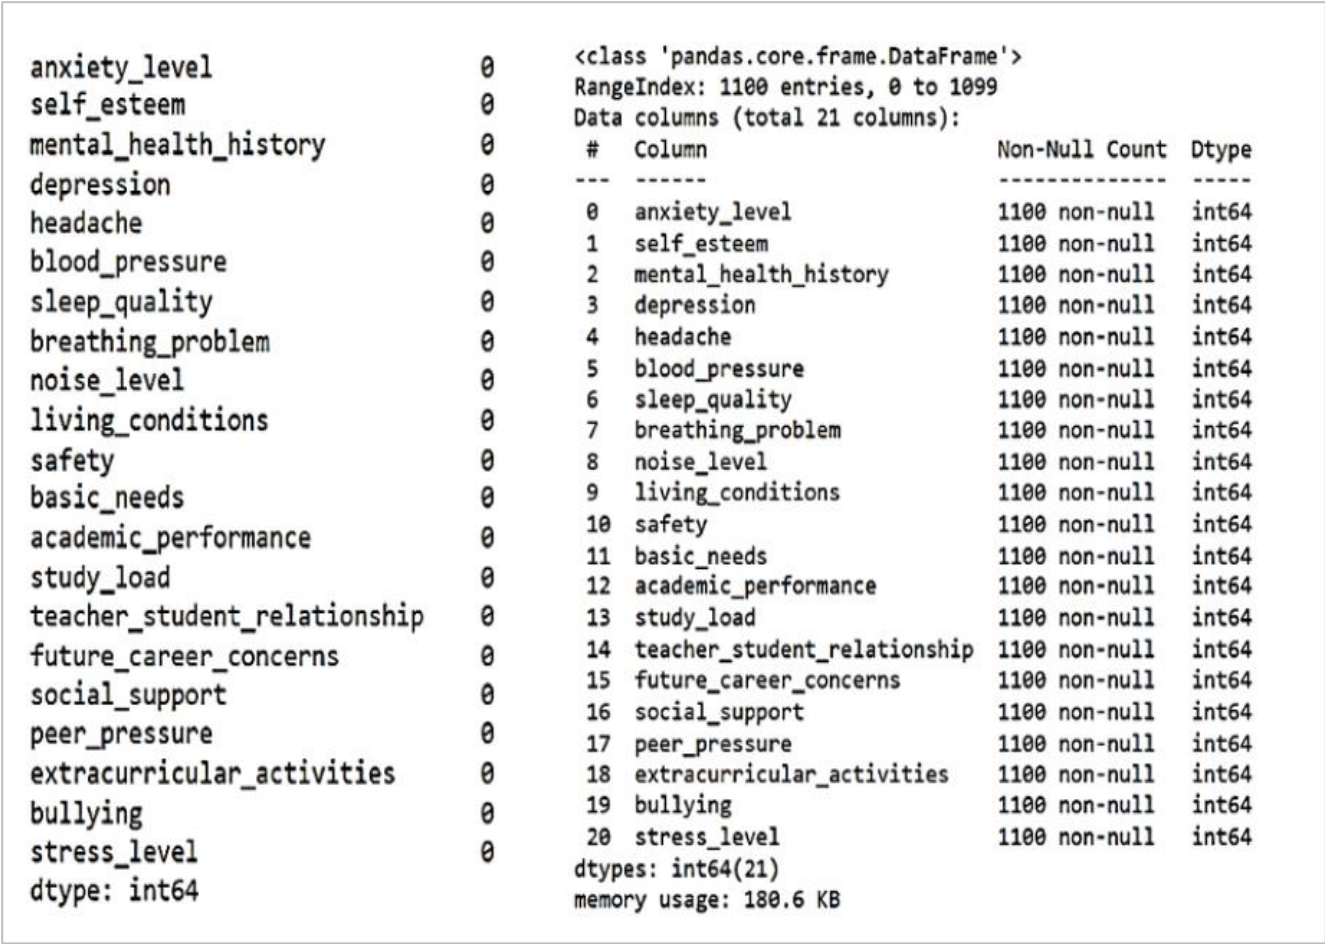 anxiety_level 0
self_esteem 0
mental_health_history 0
depression 0
headache 0
blood_pressure 0
sleep_quality 0
breathing_problem 0
noise_level 0
living_conditions 0
safety 0
basic_needs 0
academic_performance 0
study_load 0
teacher_student_relationship 0
future_career_concerns 0
social_support 0
peer_pressure 0
extracurricular_activities 0
bullying 0
stress_level 0
dtype: int64
<class 'pandas.core.frame.DataFrame'>
RangeIndex: 1100 entries, 0 to 1099
Data columns (total 21 columns):
# Column Non-Null Count Dtype
--- ------ -------------- -----
0 anxiety_level 1100 non-null int64
1 self_esteem 1100 non-null int64
2 mental_health_history 1100 non-null int64
3 depression 1100 non-null int64
4 headache 1100 non-null int64
5 blood_pressure 1100 non-null int64
6 sleep_quality 1100 non-null int64
7 breathing_problem 1100 non-null int64
8 noise_level 1100 non-null int64
9 living_conditions 1100 non-null int64
10 safety 1100 non-null int64
11 basic_needs 1100 non-null int64
12 academic_performance 1100 non-null int64
13 study_load 1100 non-null int64
14 teacher_student_relationship 1100 non-null int64
15 future_career_concerns 1100 non-null int64
16 social_support 1100 non-null int64
17 peer_pressure 1100 non-null int64
18 extracurricular_activities 1100 non-null int64
19 bullying 1100 non-null int64
20 stress_level 1100 non-null int64
dtypes: int64(21)
memory usage: 180.6 KB